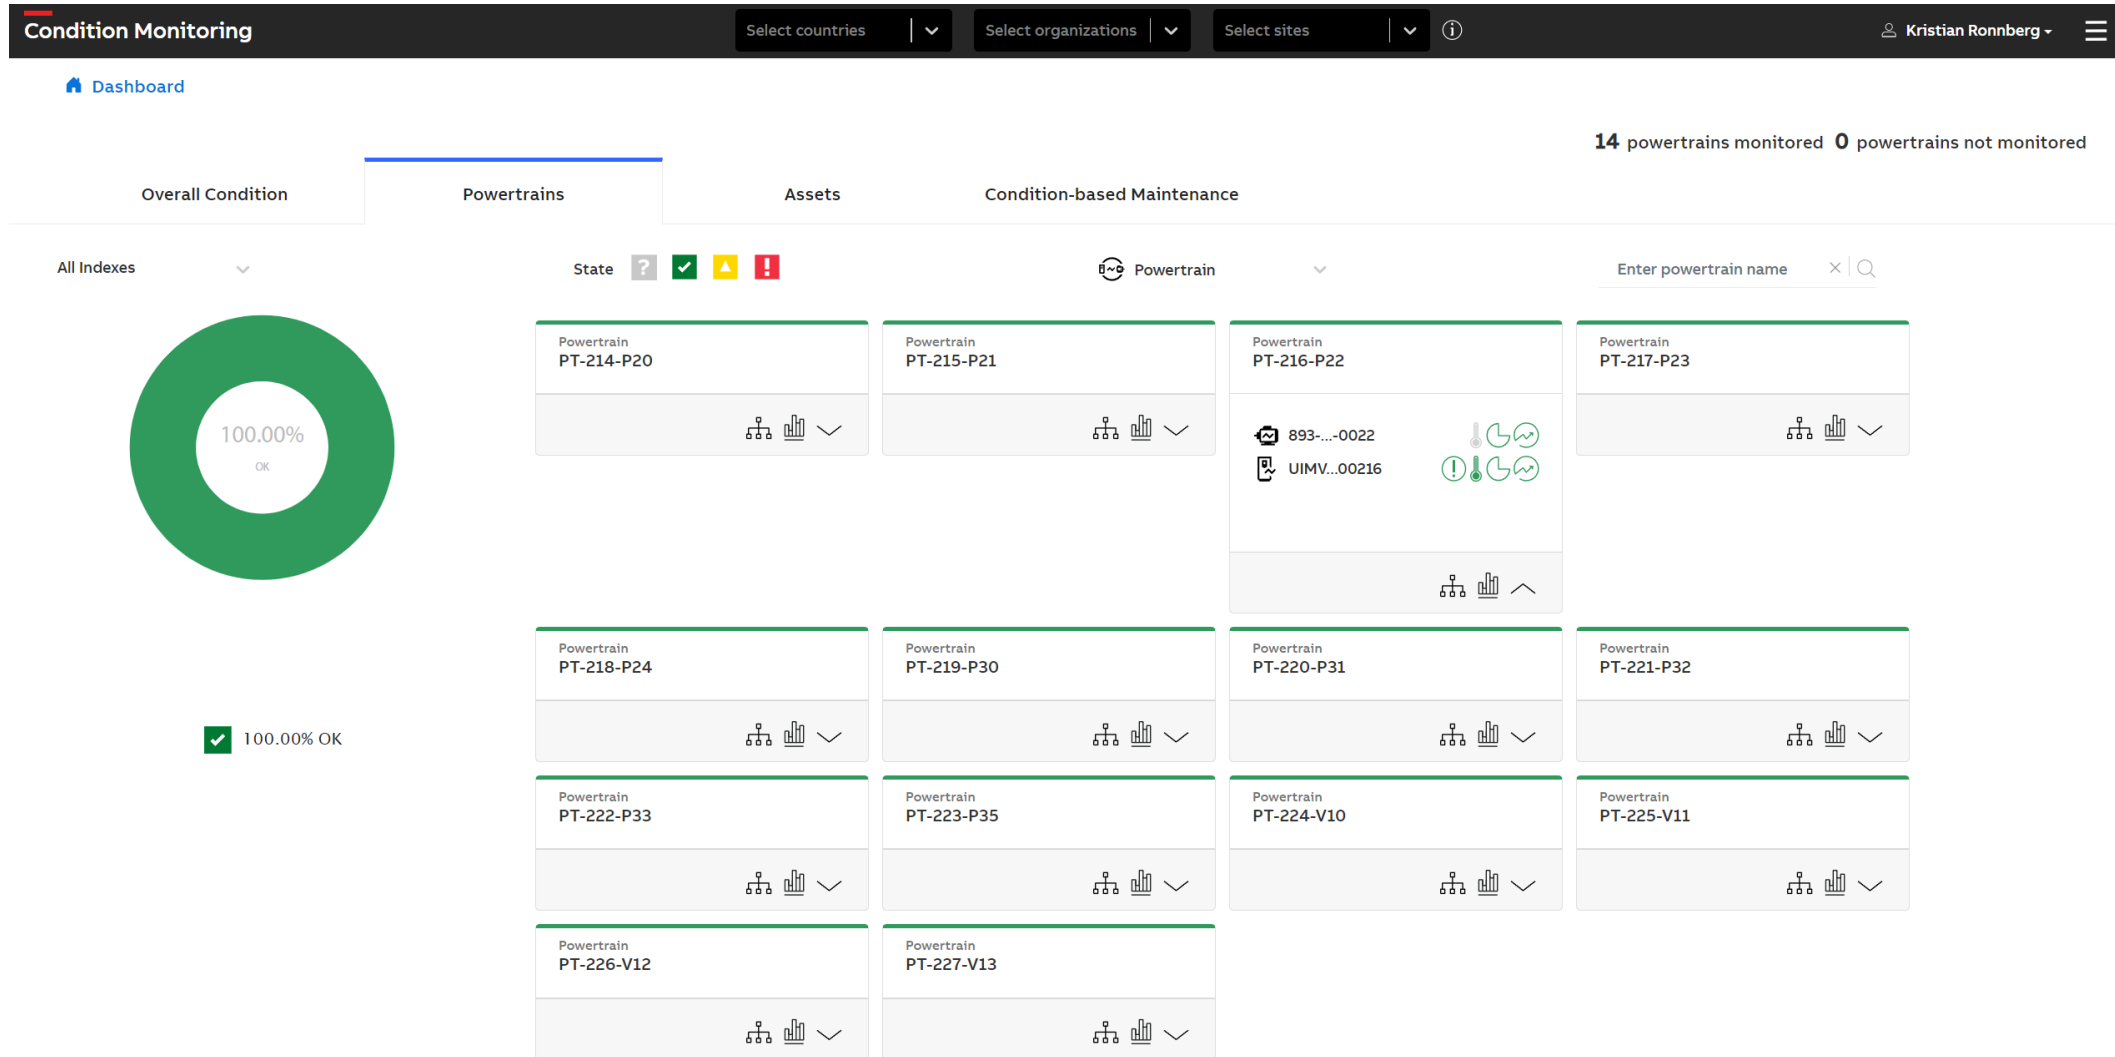 Condition Monitoring
Select countries
Select organizations
Select sites
Kristian Ronnberg
Dashboard
14 powertrains monitored 0 powertrains not monitored
Overall Condition
Powertrains
Assets
Condition-based Maintenance
All Indexes
State
Powertrain
Enter powertrain name
100.00%
OK
100.00% OK
Powertrain
PT-214-P20
Powertrain
PT-215-P21
Powertrain
PT-216-P22
893-...-0022
UIMV...00216
Powertrain
PT-217-P23
Powertrain
PT-218-P24
Powertrain
PT-219-P30
Powertrain
PT-220-P31
Powertrain
PT-221-P32
Powertrain
PT-222-P33
Powertrain
PT-223-P35
Powertrain
PT-224-V10
Powertrain
PT-225-V11
Powertrain
PT-226-V12
Powertrain
PT-227-V13